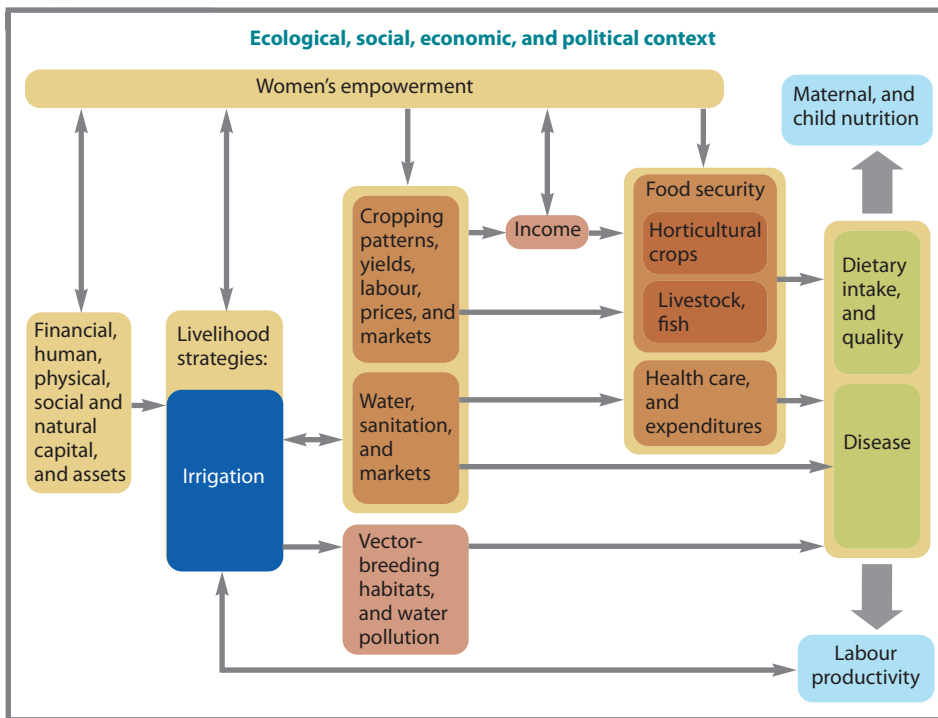 Ecological, social, economic, and political context
Women's empowerment
Maternal, and
child nutrition
Financial,
human,
physical,
social and
natural
capital,
and assets
Livelihood
strategies:
Irrigation
Cropping
patterns,
yields,
labour,
prices, and
markets
Water,
sanitation,
and
markets
Vector-
breeding
habitats,
and water
pollution
Income
Food security
Horticultural
crops
Livestock,
fish
Health care,
and
expenditures
Dietary
intake,
and
quality
Disease
Labour
productivity